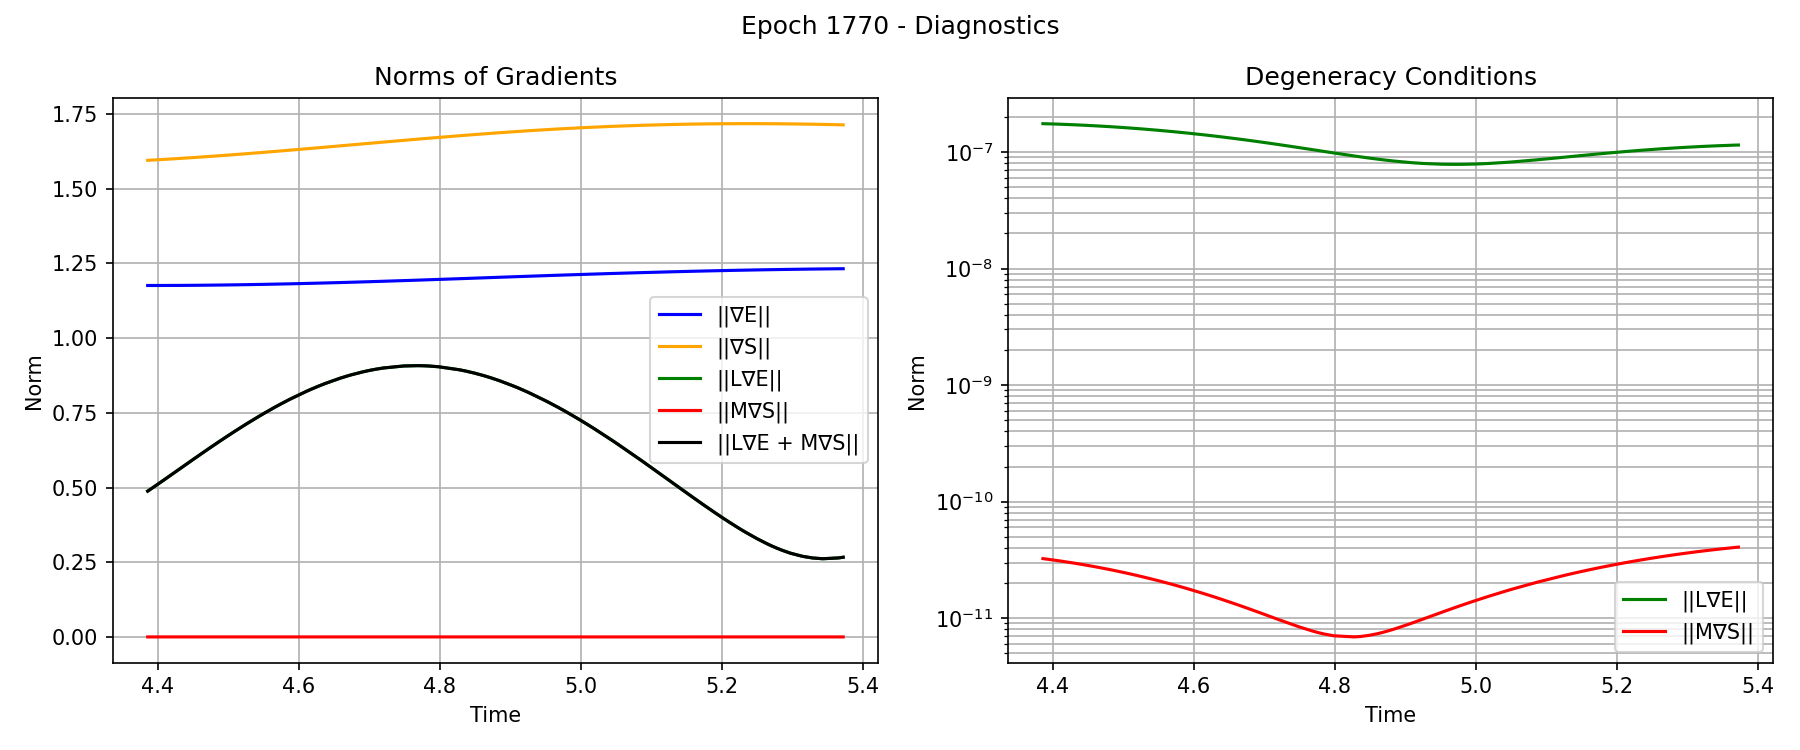 Epoch 1770 - Diagnostics
Norms of Gradients
Norm
1.75
1.50
1.25
1.00
0.75
0.50
0.25
0.00
4.4
4.6
4.8
5.0
5.2
5.4
Time
||∇E||
||∇S||
||L∇E||
||M∇S||
||L∇E + M∇S||
Degeneracy Conditions
Norm
10⁻⁷
10⁻⁸
10⁻⁹
10⁻¹⁰
10⁻¹¹
4.4
4.6
4.8
5.0
5.2
5.4
Time
||L∇E||
||M∇S||